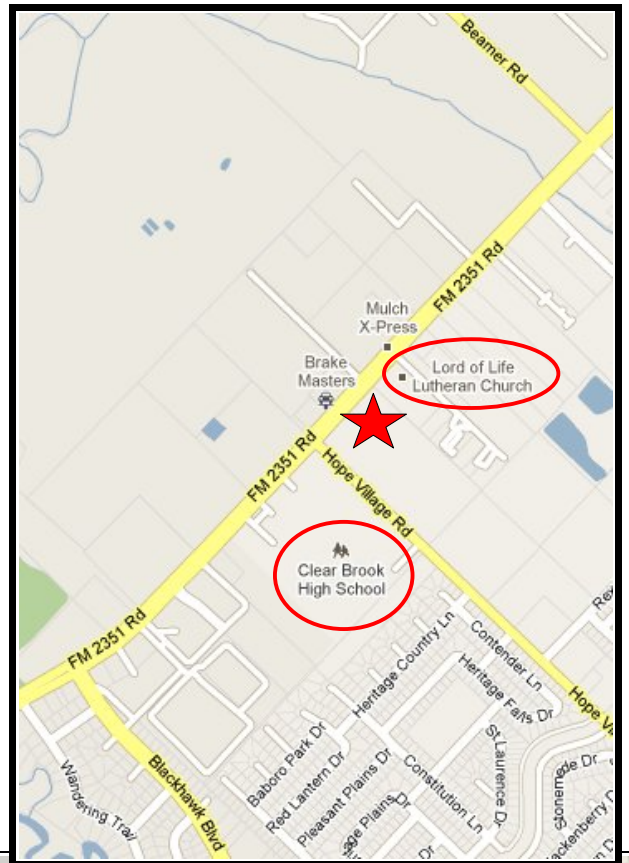 Beamer Rd
FM 2351 Rd
Mulch
X-Press
Lord of Life
Lutheran Church
Brake
Masters
FM 2351 Rd
Hope Village Rd
Clear Brook
High School
FM 2351 Rd
Heritage Country Ln
Contender Ln
Heritage Falls Dr
Hope
St Laurence Dr
Blackhawk Blvd
Wandering Trail
Baboro Park Dr
Red Lantern Dr
Pleasant Plains Dr
Constitution Ln
Plains Dr